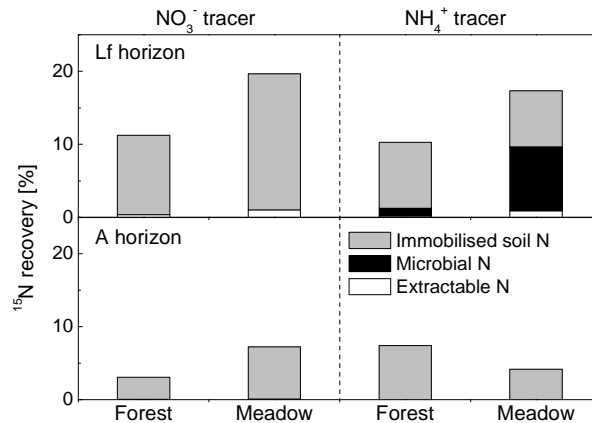 NO₃⁻ tracer NH₄⁺ tracer
Lf horizon
20
10
0
A horizon
Immobilised soil N
Microbial N
Extractable N
20
10
0
¹⁵N recovery [%]
Forest Meadow Forest Meadow